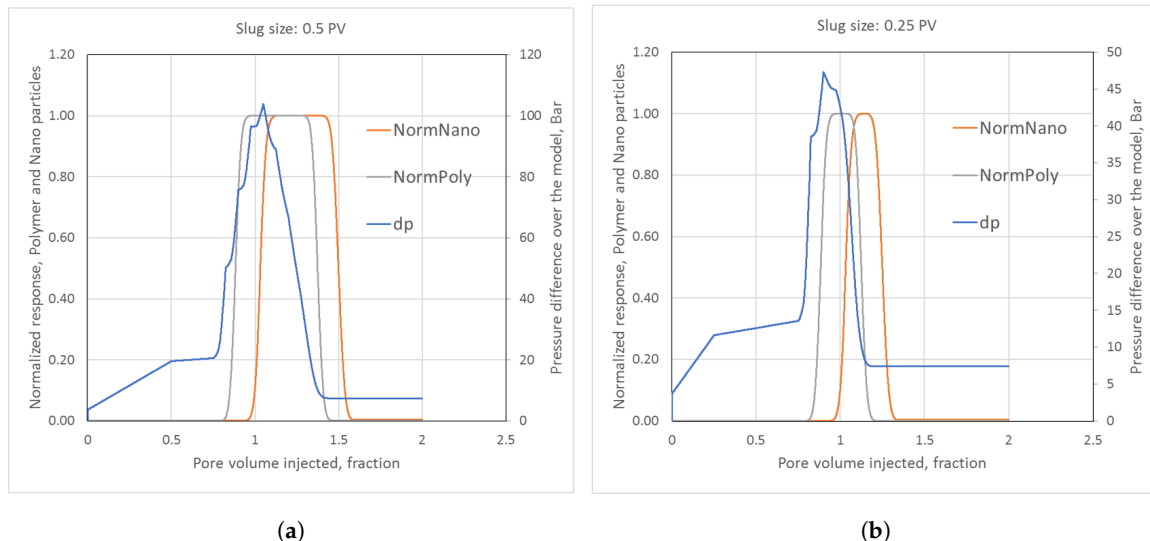 Slug size: 0.5 PV
Normalized response, Polymer and Nano particles
1.20
1.00
0.80
0.60
0.40
0.20
0.00
120
100
80
60
40
20
0
Pressure difference over the model, Bar
NormNano
NormPoly
dp
0 0.5 1 1.5 2 2.5
Pore volume injected, fraction
(a)
Slug size: 0.25 PV
Normalized response, Polymer and Nano particles
1.20
1.00
0.80
0.60
0.40
0.20
0.00
50
45
40
35
30
25
20
15
10
5
0
Pressure difference over the model, Bar
NormNano
NormPoly
dp
0 0.5 1 1.5 2 2.5
Pore volume injected, fraction
(b)